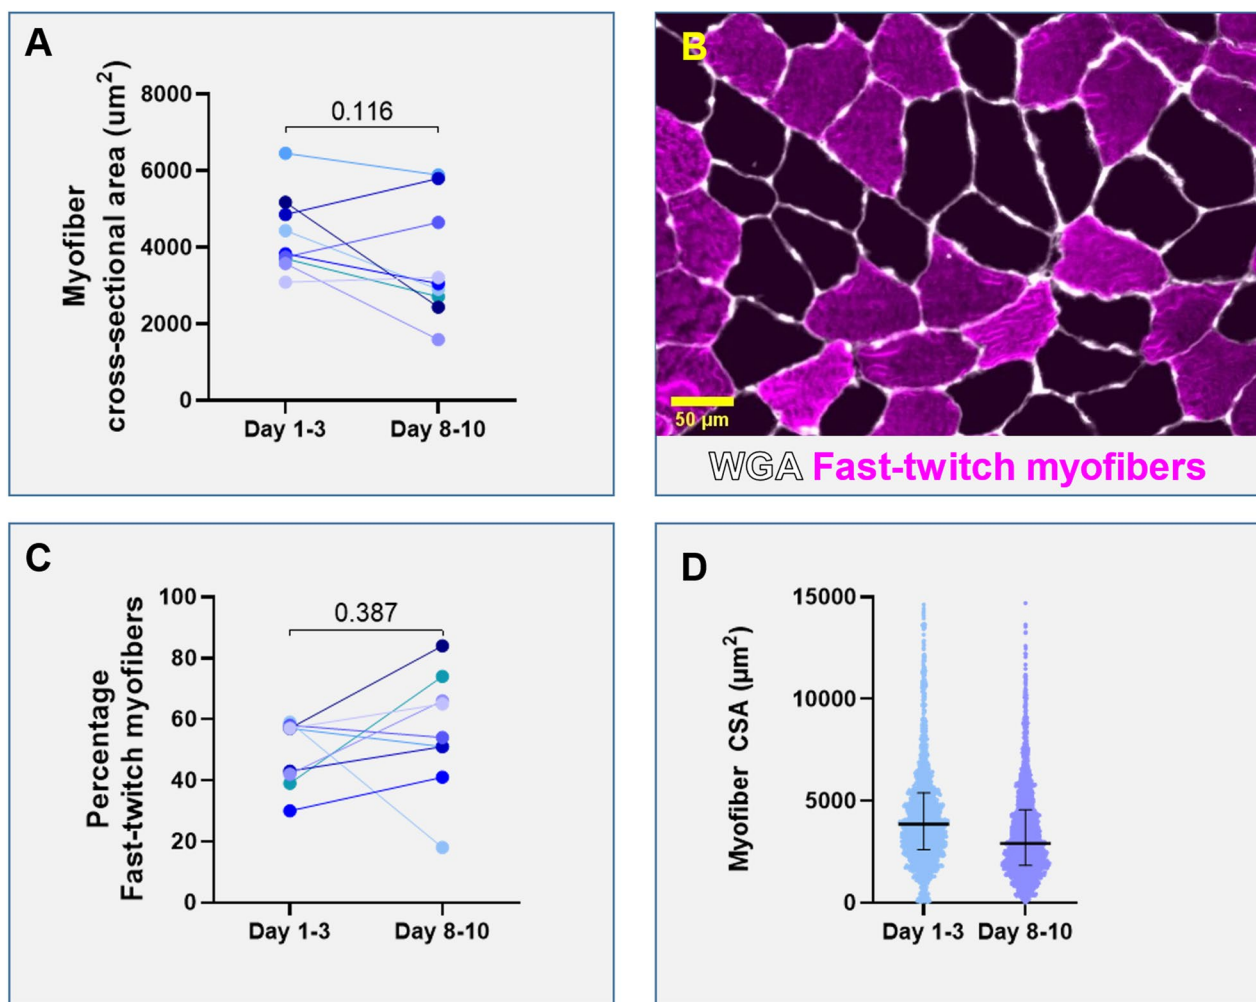 A
Myofiber
cross-sectional area (um²)
8000
6000
4000
2000
0
0.116
Day 1-3 Day 8-10
B
50 µm
WGA Fast-twitch myofibers
C
Percentage
Fast-twitch myofibers
100
80
60
40
20
0
0.387
Day 1-3 Day 8-10
D
Myofiber CSA (µm²)
15000
10000
5000
0
Day 1-3 Day 8-10